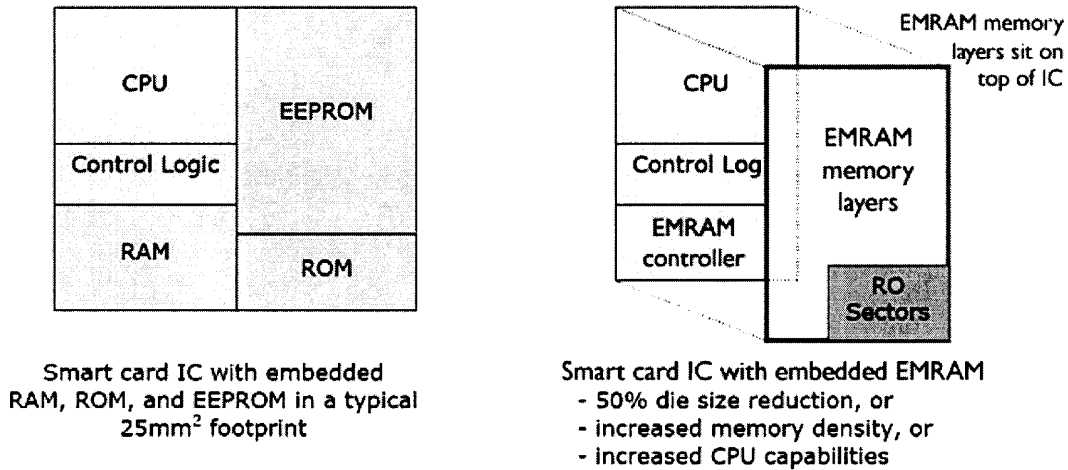 CPU
EEPROM
Control Logic
RAM
ROM
Smart card IC with embedded
RAM, ROM, and EEPROM in a typical
25mm² footprint
EMRAM memory
layers sit on
top of IC
CPU
EMRAM
memory
layers
Control Log
EMRAM
controller
RO
Sectors
Smart card IC with embedded EMRAM
- 50% die size reduction, or
- increased memory density, or
- increased CPU capabilities